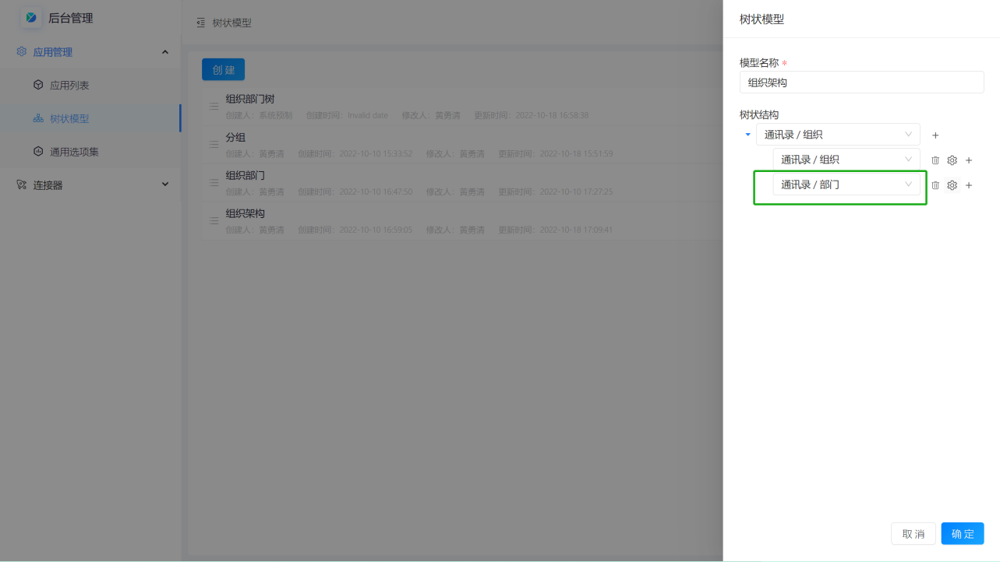 后台管理
应用管理
应用列表
树状模型
通用选项集
连接器
树状模型
创 建
组织部门树
创建人：系统预制 创建时间：Invalid date 修改人：黄勇清 更新时间：2022-10-18 16:58:38
分组
创建人：黄勇清 创建时间：2022-10-10 15:33:52 修改人：黄勇清 更新时间：2022-10-18 15:51:59
组织部门
创建人：黄勇清 创建时间：2022-10-10 16:47:50 修改人：黄勇清 更新时间：2022-10-10 17:27:25
组织架构
创建人：黄勇清 创建时间：2022-10-10 16:59:05 修改人：黄勇清 更新时间：2022-10-18 17:09:41
树状模型
模型名称 *
组织架构
树状结构
通讯录 / 组织
通讯录 / 组织
通讯录 / 部门
取 消
确 定